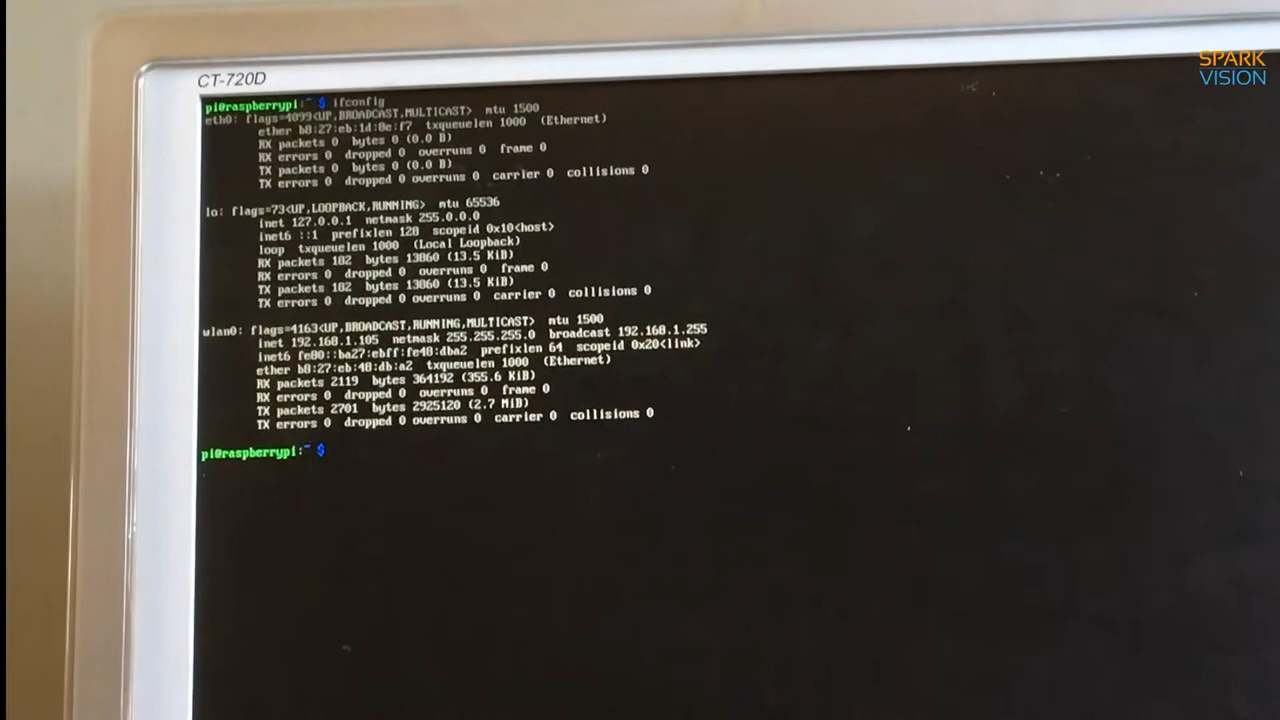 SPARK
VISION
CT-720D
pi@raspberrypi:~ $ ifconfig
eth0: flags=4099<UP,BROADCAST,MULTICAST>  mtu 1500
ether b8:27:eb:1d:8e:f7  txqueuelen 1000  (Ethernet)
RX packets 0  bytes 0 (0.0 B)
RX errors 0  dropped 0  overruns 0  frame 0
TX packets 0  bytes 0 (0.0 B)
TX errors 0  dropped 0 overruns 0  carrier 0  collisions 0
lo: flags=73<UP,LOOPBACK,RUNNING>  mtu 65536
inet 127.0.0.1  netmask 255.0.0.0
inet6 ::1  prefixlen 128  scopeid 0x10<host>
loop  txqueuelen 1000  (Local Loopback)
RX packets 182  bytes 13860 (13.5 KiB)
RX errors 0  dropped 0  overruns 0  frame 0
TX packets 182  bytes 13860 (13.5 KiB)
TX errors 0  dropped 0 overruns 0  carrier 0  collisions 0
wlan0: flags=4163<UP,BROADCAST,RUNNING,MULTICAST>  mtu 1500
inet 192.168.1.105  netmask 255.255.255.0  broadcast 192.168.1.255
inet6 fe80::ba27:ebff:fe48:dba2  prefixlen 64  scopeid 0x20<link>
ether b8:27:eb:48:db:a2  txqueuelen 1000  (Ethernet)
RX packets 2119  bytes 364192 (355.6 KiB)
RX errors 0  dropped 0  overruns 0  frame 0
TX packets 2701  bytes 2925120 (2.7 MiB)
TX errors 0  dropped 0 overruns 0  carrier 0  collisions 0
pi@raspberrypi:~ $